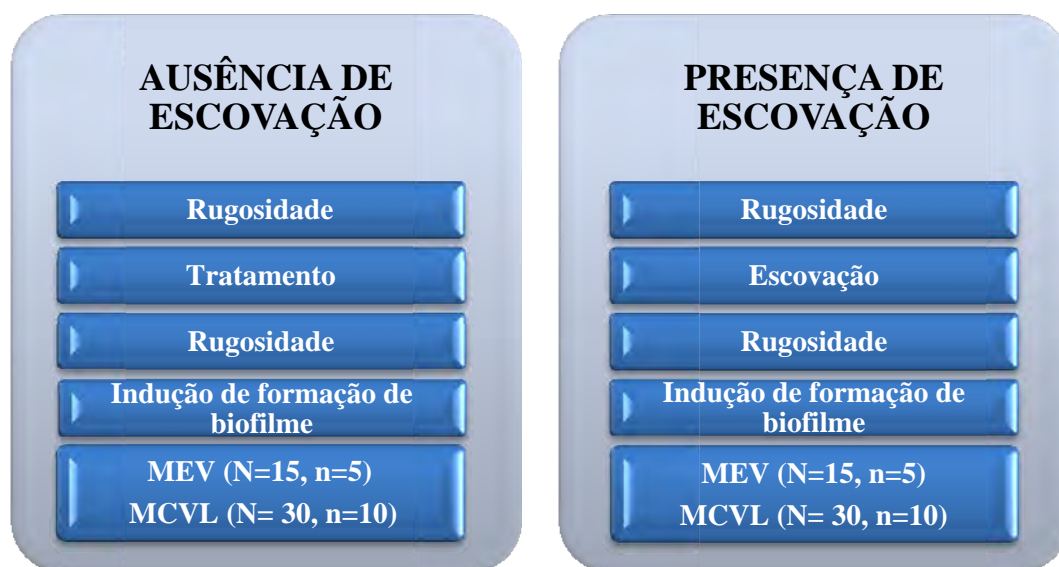 AUSÊNCIA DE
ESCOVAÇÃO
Rugosidade
Tratamento
Rugosidade
Indução de formação de
biofilme
MEV (N=15, n=5)
MCVL (N= 30, n=10)
PRESENÇA DE
ESCOVAÇÃO
Rugosidade
Escovação
Rugosidade
Indução de formação de
biofilme
MEV (N=15, n=5)
MCVL (N= 30, n=10)